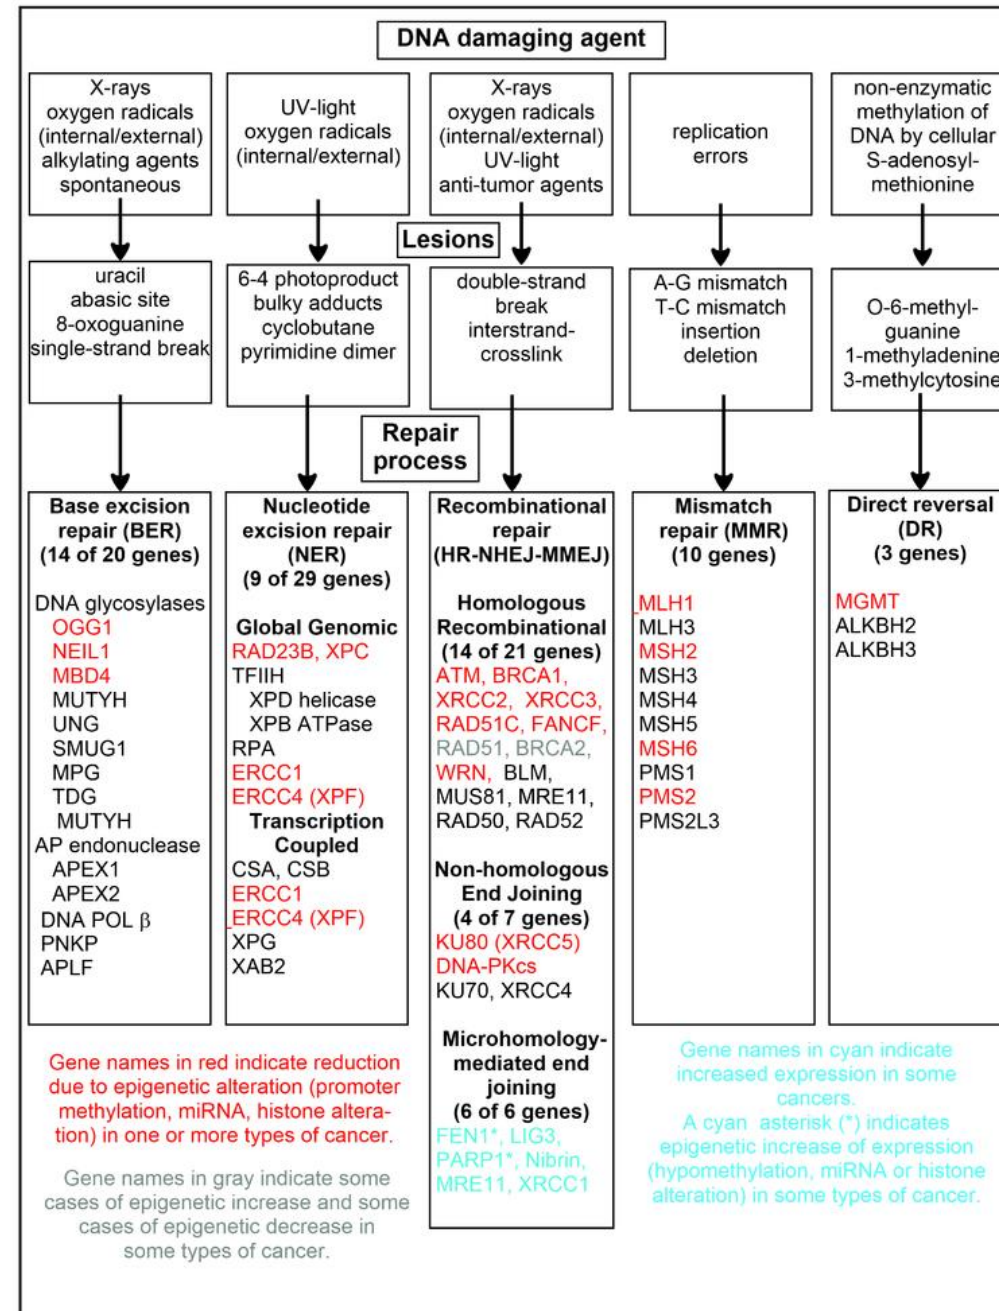 DNA damaging agent
X-rays
oxygen radicals
(internal/external)
alkylating agents
spontaneous
UV-light
oxygen radicals
(internal/external)
X-rays
oxygen radicals
(internal/external)
UV-light
anti-tumor agents
replication
errors
non-enzymatic
methylation of
DNA by cellular
S-adenosyl-
methionine
Lesions
uracil
abasic site
8-oxoguanine
single-strand break
6-4 photoproduct
bulky adducts
cyclobutane
pyrimidine dimer
double-strand
break
interstrand-
crosslink
A-G mismatch
T-C mismatch
insertion
deletion
O-6-methyl-
guanine
1-methyladenine
3-methylcytosine
Repair
process
Base excision
repair (BER)
(14 of 20 genes)
DNA glycosylases
OGG1
NEIL1
MBD4
MUTYH
UNG
SMUG1
MPG
TDG
MUTYH
AP endonuclease
APEX1
APEX2
DNA POL β
PNKP
APLF
Nucleotide
excision repair
(NER)
(9 of 29 genes)
Global Genomic
RAD23B, XPC
TFIIH
XPD helicase
XPB ATPase
RPA
ERCC1
ERCC4 (XPF)
Transcription
Coupled
CSA, CSB
ERCC1
ERCC4 (XPF)
XPG
XAB2
Recombinational
repair
(HR-NHEJ-MMEJ)
Homologous
Recombinational
(14 of 21 genes)
ATM, BRCA1,
XRCC2, XRCC3,
RAD51C, FANCF,
RAD51, BRCA2,
WRN, BLM,
MUS81, MRE11,
RAD50, RAD52
Non-homologous
End Joining
(4 of 7 genes)
KU80 (XRCC5)
DNA-PKcs
KU70, XRCC4
Microhomology-
mediated end
joining
(6 of 6 genes)
FEN1*, LIG3,
PARP1*, Nibrin,
MRE11, XRCC1
Mismatch
repair (MMR)
(10 genes)
MLH1
MLH3
MSH2
MSH3
MSH4
MSH5
MSH6
PMS1
PMS2
PMS2L3
Direct reversal
(DR)
(3 genes)
MGMT
ALKBH2
ALKBH3
Gene names in red indicate reduction
due to epigenetic alteration (promoter
methylation, miRNA, histone altera-
tion) in one or more types of cancer.
Gene names in gray indicate some
cases of epigenetic increase and some
cases of epigenetic decrease in
some types of cancer.
Gene names in cyan indicate
increased expression in some
cancers.
A cyan asterisk (*) indicates
epigenetic increase of expression
(hypomethylation, miRNA or histone
alteration) in some types of cancer.